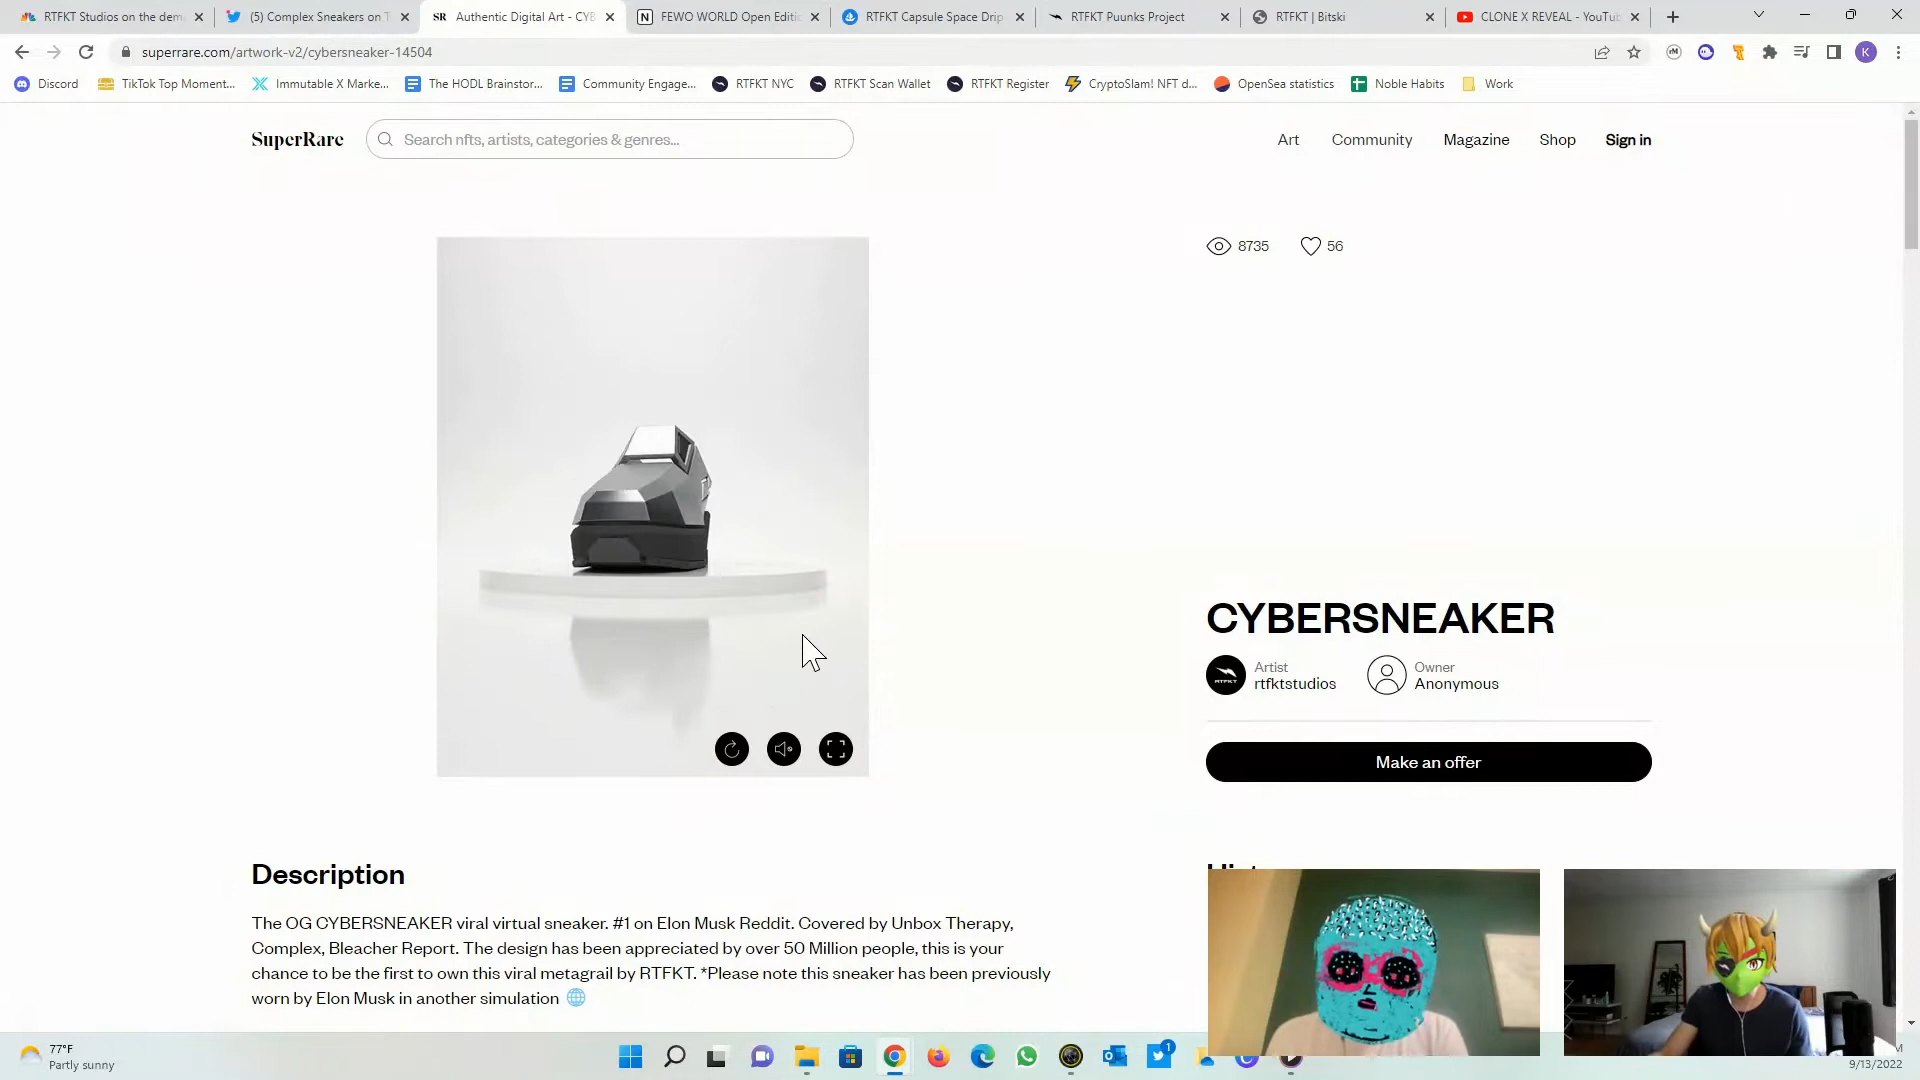 RTFKT Studios on the dem
(5) Complex Sneakers on T
SR Authentic Digital Art - CYB
FEWO WORLD Open Editi
RTFKT Capsule Space Drip
RTFKT Puunks Project
RTFKT | Bitski
CLONE X REVEAL - YouTub
superrare.com/artwork-v2/cybersneaker-14504
K
Discord
TikTok Top Moment...
Immutable X Marke...
The HODL Brainstor...
Community Engage...
RTFKT NYC
RTFKT Scan Wallet
RTFKT Register
CryptoSlam! NFT d...
OpenSea statistics
Noble Habits
Work
SuperRare
Search nfts, artists, categories & genres...
Art
Community
Magazine
Shop
Sign in
8735
56
CYBERSNEAKER
Artist
rtfktstudios
Owner
Anonymous
Make an offer
Description
The OG CYBERSNEAKER viral virtual sneaker. #1 on Elon Musk Reddit. Covered by Unbox Therapy,
Complex, Bleacher Report. The design has been appreciated by over 50 Million people, this is your
chance to be the first to own this viral metagrail by RTFKT. *Please note this sneaker has been previously
worn by Elon Musk in another simulation 🌐
77°F
Partly sunny
1
9/13/2022